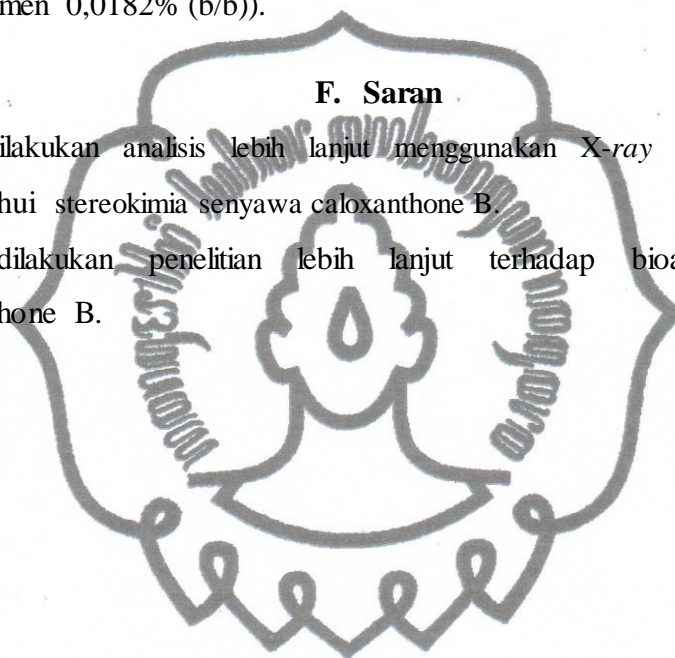 men 0,0182% (b/b)).
F. Saran
ilakukan analisis lebih lanjut menggunakan X-ray
hui stereokimia senyawa caloxanthone B.
dilakukan penelitian lebih lanjut terhadap bioa
hone B.